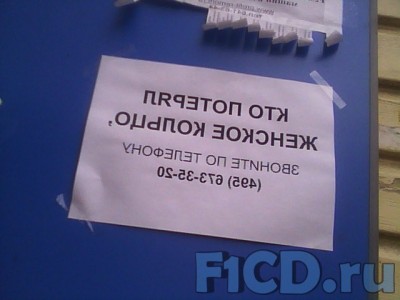 КТО ПОТЕРЯЛ
ЖЕНСКОЕ КОЛЬЦО,
ЗВОНИТЕ ПО ТЕЛЕФОНУ
(495) 673-35-20
F1CD.ru